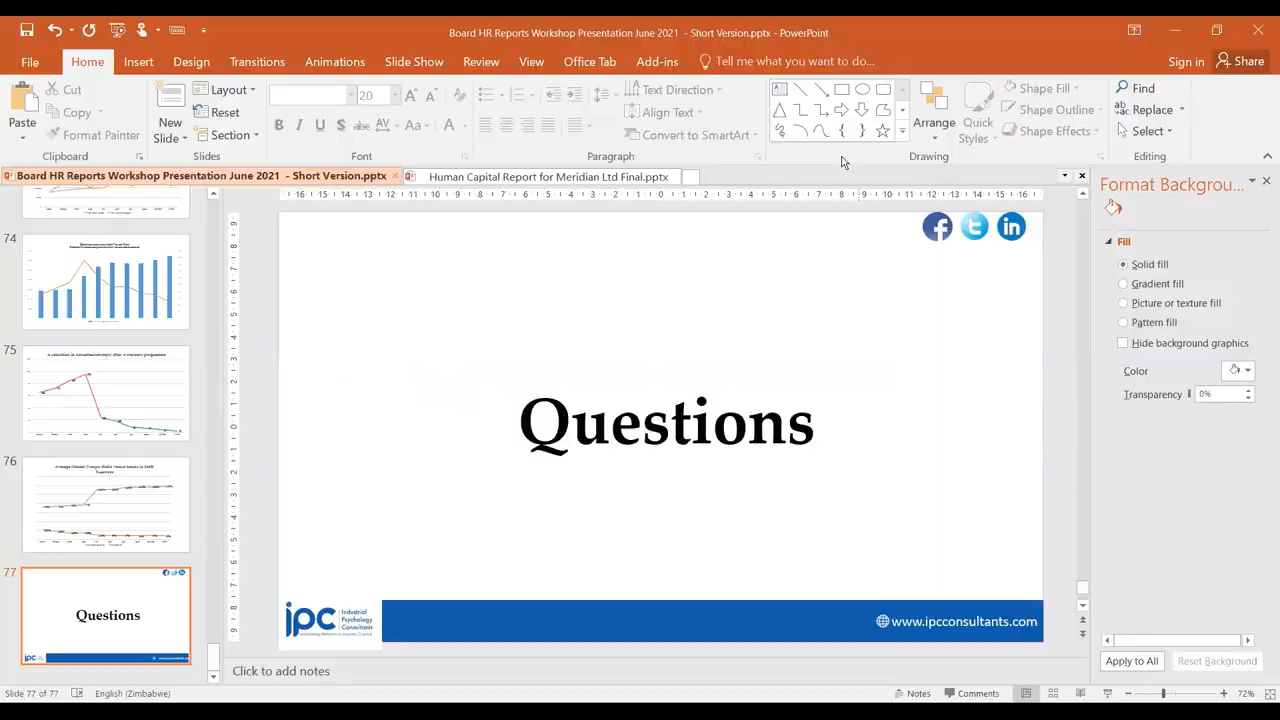 Board HR Reports Workshop Presentation June 2021 - Short Version.pptx - PowerPoint
File Home Insert Design Transitions Animations Slide Show Review View Office Tab Add-ins Tell me what you want to do... Sign in Share
Paste
Cut
Copy
Format Painter
New Slide
Layout
Reset
Section
20
Text Direction
Align Text
Convert to SmartArt
Arrange
Quick Styles
Shape Fill
Shape Outline
Shape Effects
Find
Replace
Select
Clipboard Slides Font Paragraph Drawing Editing
Board HR Reports Workshop Presentation June 2021 - Short Version.pptx
Human Capital Report for Meridian Ltd Final.pptx
74
75
76
77
Questions
ipc
Questions
ipc Industrial
Psychology
Consultants
www.ipcconsultants.com
Click to add notes
Format Backgrou...
Fill
Solid fill
Gradient fill
Picture or texture fill
Pattern fill
Hide background graphics
Color
Transparency 0%
Apply to All Reset Background
Slide 77 of 77 English (Zimbabwe) Notes Comments 72%